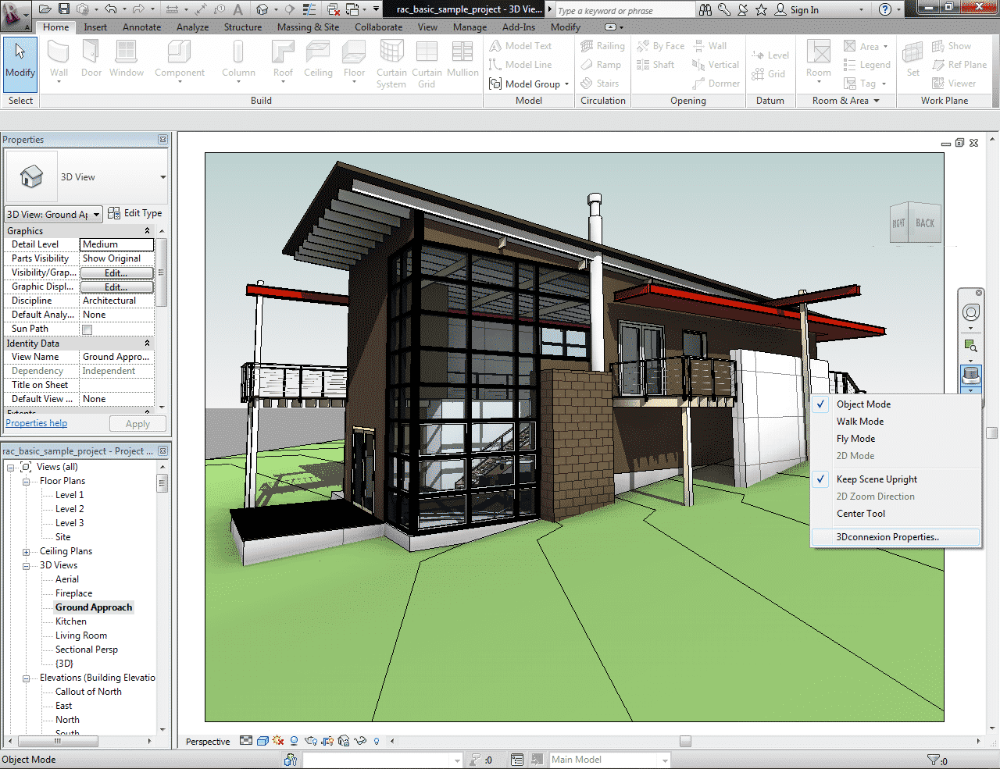 rac_basic_sample_project - 3D Vie...
Type a keyword or phrase
Sign In
Home Insert Annotate Analyze Structure Massing & Site Collaborate View Manage Add-Ins Modify
Modify
Wall
Door
Window
Component
Column
Roof
Ceiling
Floor
Curtain System
Curtain Grid
Mullion
Model Text
Model Line
Model Group
Railing
Ramp
Stairs
By Face
Shaft
Wall
Vertical
Dormer
Level
Grid
Room
Area
Legend
Tag
Set
Show
Ref Plane
Viewer
Select Build Model Circulation Opening Datum Room & Area Work Plane
Properties
3D View
3D View: Ground Ap
Edit Type
Graphics
Detail Level Medium
Parts Visibility Show Original
Visibility/Grap... Edit...
Graphic Displ... Edit...
Discipline Architectural
Default Analy... None
Sun Path
Identity Data
View Name Ground Appro...
Dependency Independent
Title on Sheet
Default View ... None
Extents
Properties help
Apply
rac_basic_sample_project - Project ...
Views (all)
Floor Plans
Level 1
Level 2
Level 3
Site
Ceiling Plans
3D Views
Aerial
Fireplace
Ground Approach
Kitchen
Living Room
Sectional Persp
{3D}
Elevations (Building Elevatio
Callout of North
East
North
South
RIGHT BACK
Object Mode
Walk Mode
Fly Mode
2D Mode
Keep Scene Upright
2D Zoom Direction
Center Tool
3Dconnexion Properties..
Perspective
Object Mode
:0
Main Model
:0